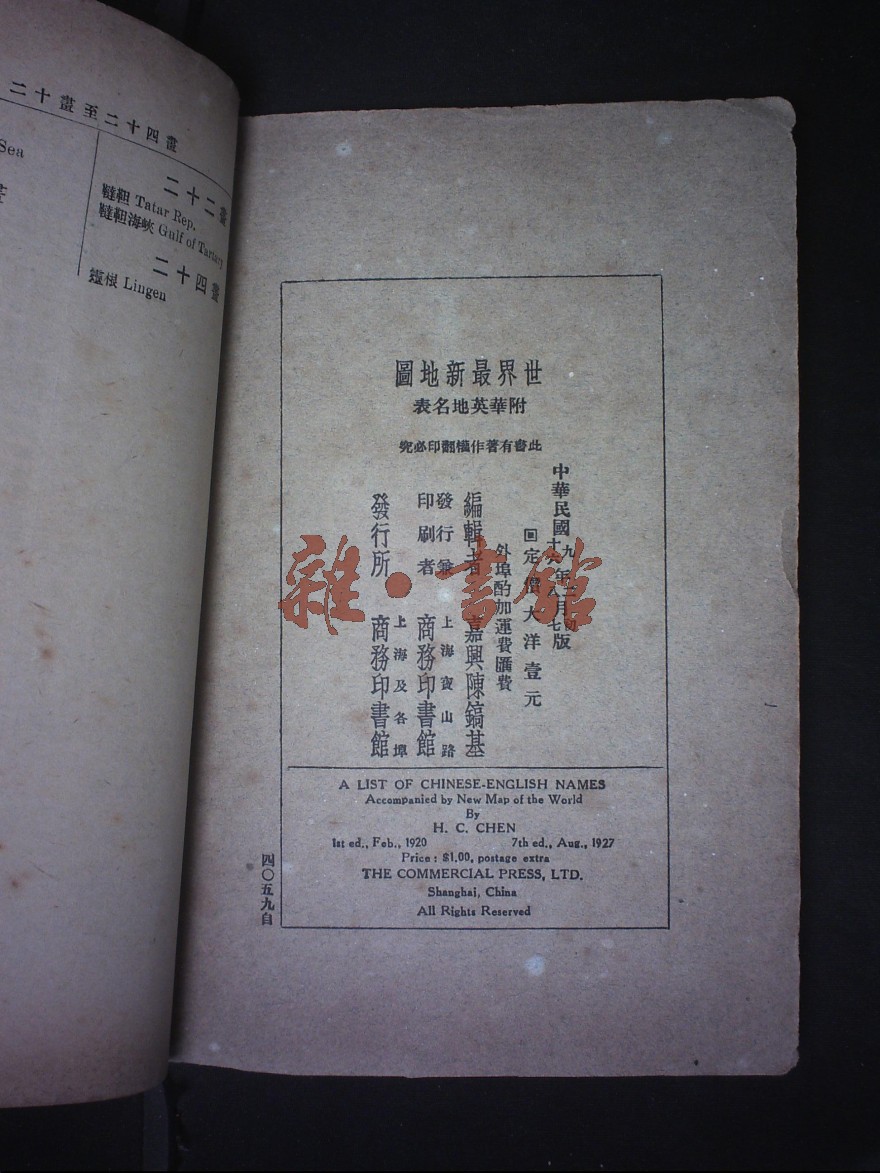 二十畫至二十四畫
Sea
畫
二十二畫
韃靼 Tatar Rep.
韃靼海峽 Gulf of Tartary
二十四畫
靈根 Lingen
世界最新地圖
附華英地名表
此書有著作權翻印必究
中華民國
九年二月初版
十六年八月七版
定價大洋壹元
外埠酌加運費匯費
編輯者 嘉興陳鎬基
發行兼
印刷者
上海寶山路
商務印書館
發行所
上海及各埠
商務印書館
A LIST OF CHINESE-ENGLISH NAMES
Accompanied by New Map of the World
By
H. C. CHEN
1st ed., Feb., 1920 7th ed., Aug., 1927
Price : $1.00, postage extra
THE COMMERCIAL PRESS, LTD.
Shanghai, China
All Rights Reserved
四〇五九自
雜·書館